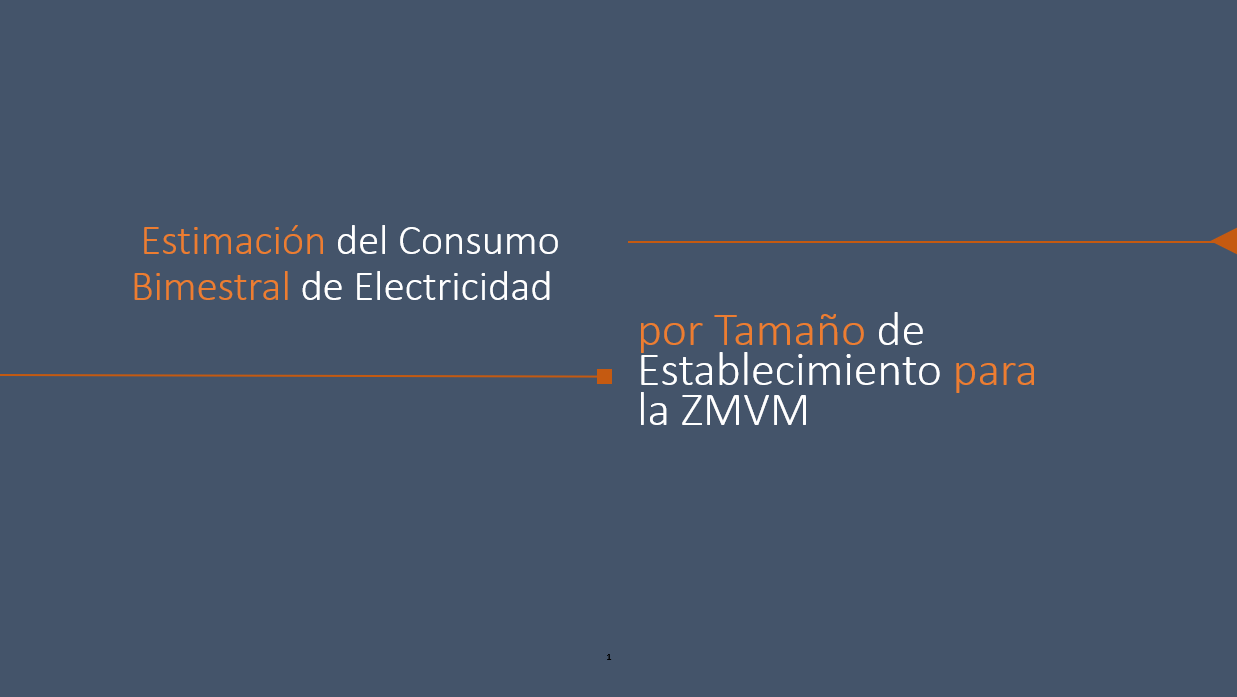 Estimación del Consumo
Bimestral de Electricidad
por Tamaño de
Establecimiento para
la ZMVM
1